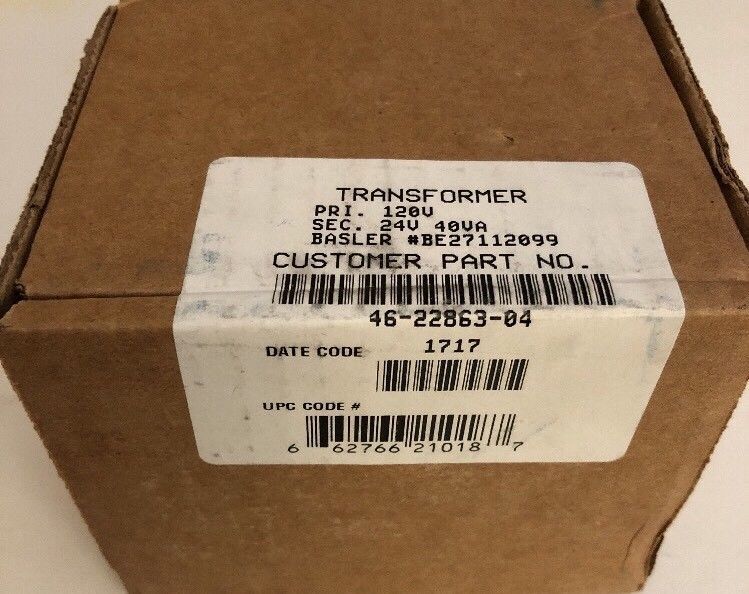 TRANSFORMER
PRI. 120V
SEC. 24V 40VA
BASLER #BE27112099
CUSTOMER PART NO.
46-22863-04
DATE CODE 1717
UPC CODE #
6 62766 21018 7